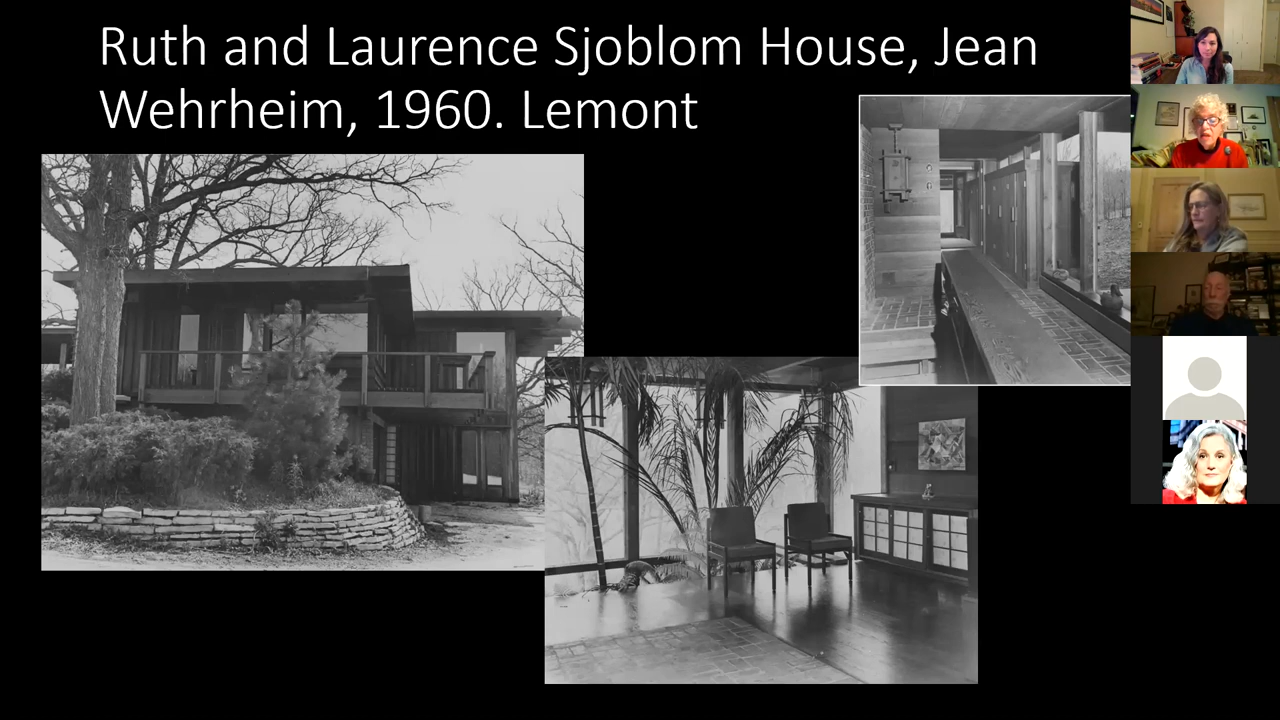 Ruth and Laurence Sjoblom House, Jean
Wehrheim, 1960. Lemont